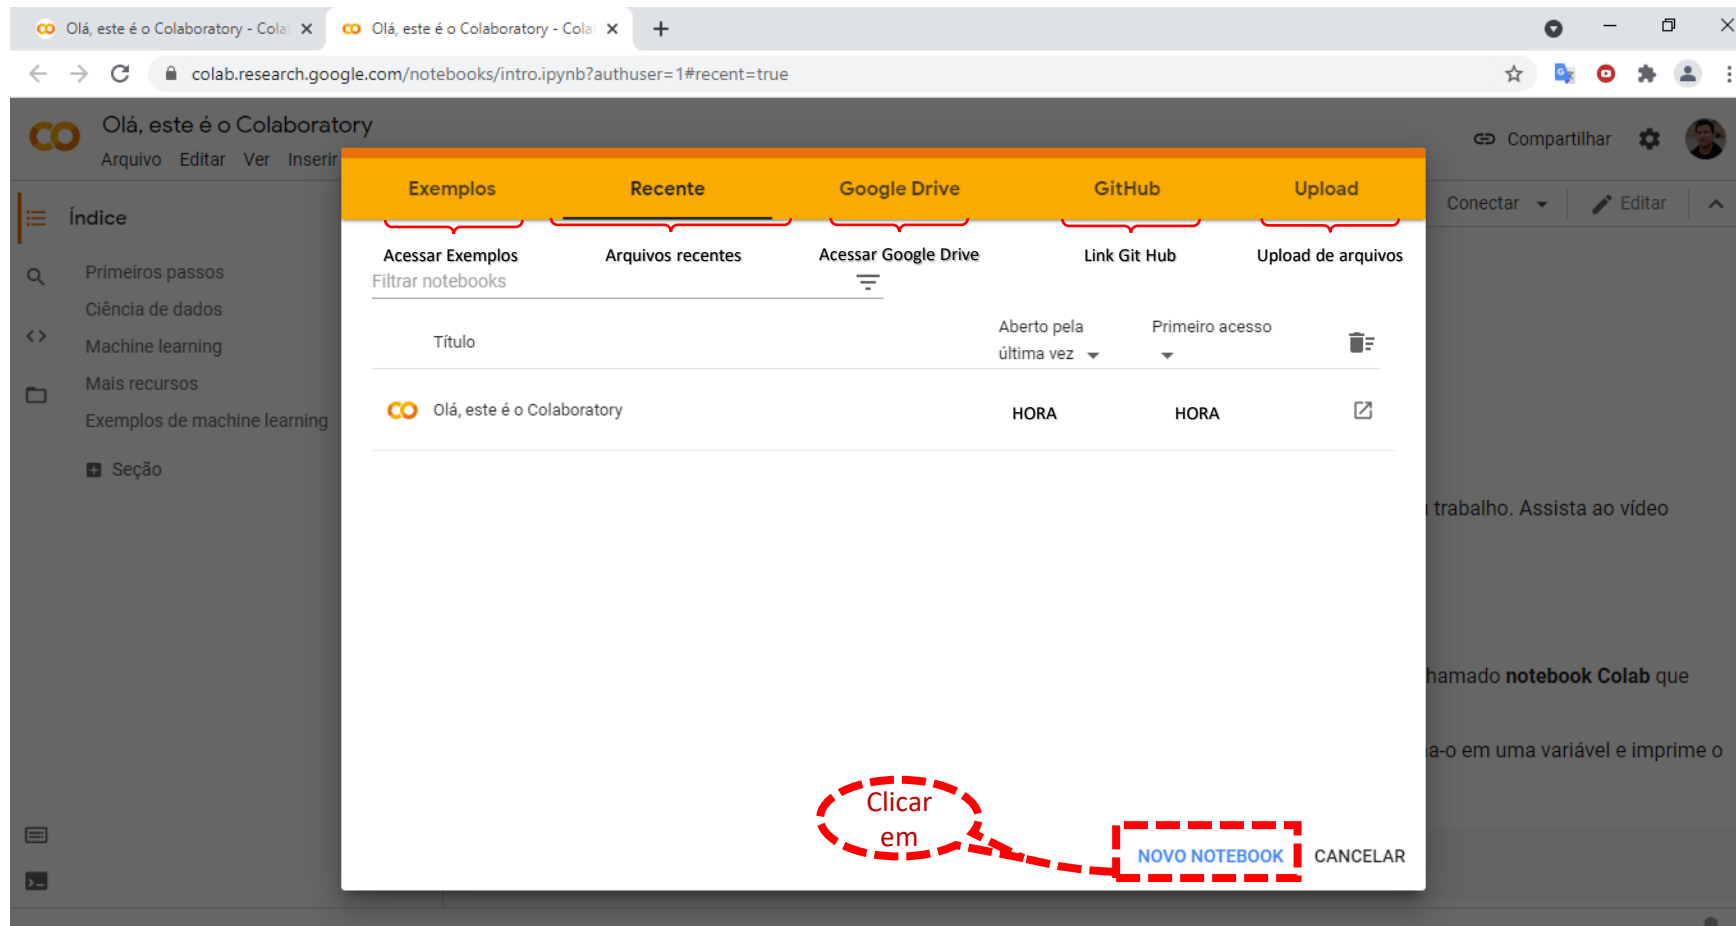 Olá, este é o Colaboratory - Cola
Olá, este é o Colaboratory - Cola
colab.research.google.com/notebooks/intro.ipynb?authuser=1#recent=true
Olá, este é o Colaboratory
Arquivo Editar Ver Inserir
Compartilhar
Exemplos Recente Google Drive GitHub Upload
Conectar Editar
Índice
Acessar Exemplos Arquivos recentes Acessar Google Drive Link Git Hub Upload de arquivos
Filtrar notebooks
Primeiros passos
Ciência de dados
Machine learning
Mais recursos
Exemplos de machine learning
Seção
Título
Aberto pela
última vez
Primeiro acesso
Olá, este é o Colaboratory
HORA HORA
trabalho. Assista ao vídeo
hamado notebook Colab que
a-o em uma variável e imprime o
Clicar
em
NOVO NOTEBOOK CANCELAR